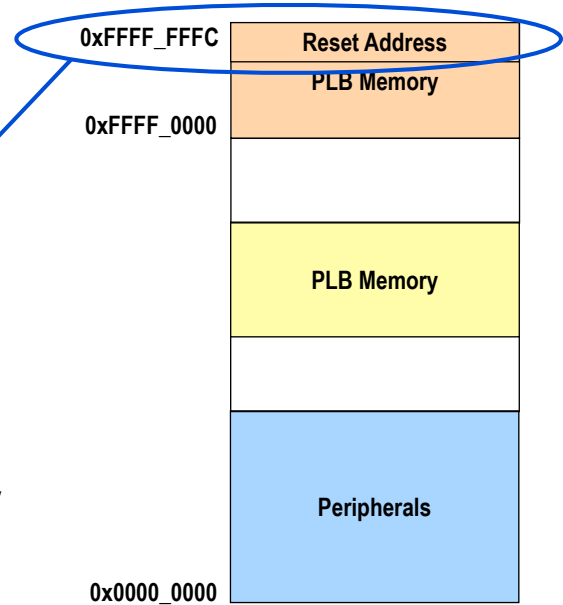 0xFFFF_FFFC
Reset Address
PLB Memory
0xFFFF_0000
PLB Memory
Peripherals
0x0000_0000